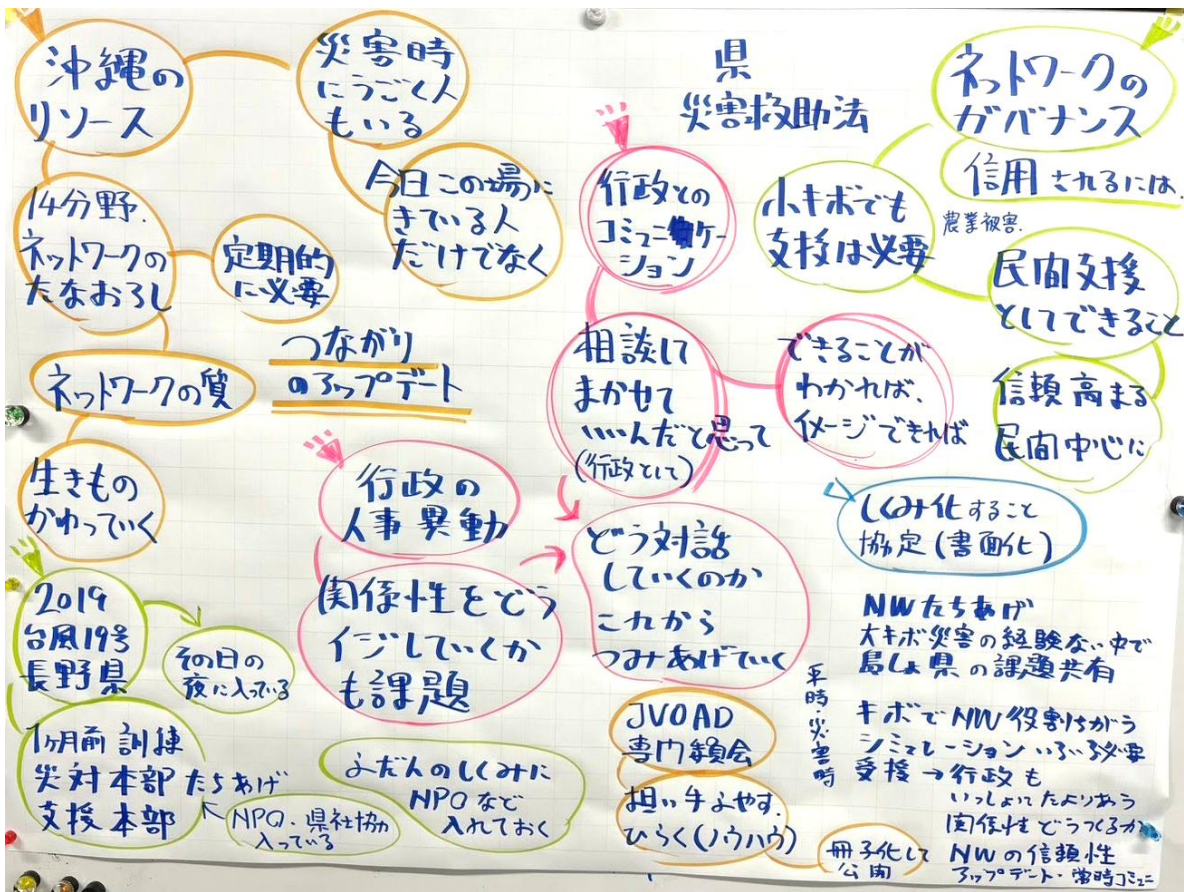 沖縄の
リソース
災害時
にうごく人
もいる
今日この場に
きている人
だけでなく
14分野.
ネットワークの
たなおろし
定期的
に必要
つながり
のアップデート
ネットワークの質
生きもの
かわっていく
2019
台風19号
長野県
その日の
夜に入っている
1ヶ月前 訓練
災対本部 たちあげ
支援本部
NPO・県社協が
入っている
ふだんのしくみに
NPOなど
入れておく
行政の
人事異動
関係性をどう
イジしていくか
も課題
県
災害救助法
行政との
コミュニケー
ション
相談して
まかせて
いいんだと思って
(行政として)
できることが
わかれば、
イメージできれば
どう対話
していくのか
これから
つみあげていく
ネットワークの
ガバナンス
信用されるには
小キボでも
支援は必要
農業被害.
民間支援
としてできること
信頼高まる
民間中心に
しくみ化すること
協定(書面化)
JVOAD
専門委員会
担い手ふやす.
ひらく(ノウハウ)
冊子化して
公開
平時・災害時
NWたちあげ
大キボ災害の経験ない中で
島しょ県の課題共有
キボでNW役割ちがう
シミュレーションいろいろ必要
受援→行政も
いっしょにたよりあう
関係性どうつくるか
NWの信頼性
アップデート・常時コミュニ